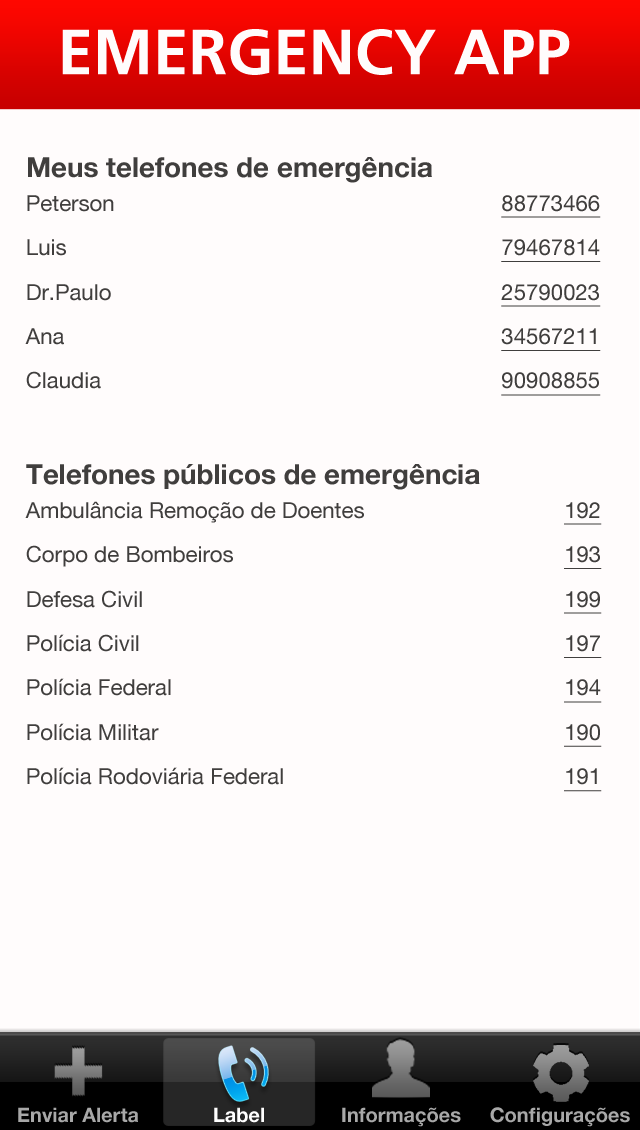 EMERGENCY APP
Meus telefones de emergência
Peterson 88773466
Luis 79467814
Dr.Paulo 25790023
Ana 34567211
Claudia 90908855
Telefones públicos de emergência
Ambulância Remoção de Doentes 192
Corpo de Bombeiros 193
Defesa Civil 199
Polícia Civil 197
Polícia Federal 194
Polícia Militar 190
Polícia Rodoviária Federal 191
Enviar Alerta Label Informações Configurações